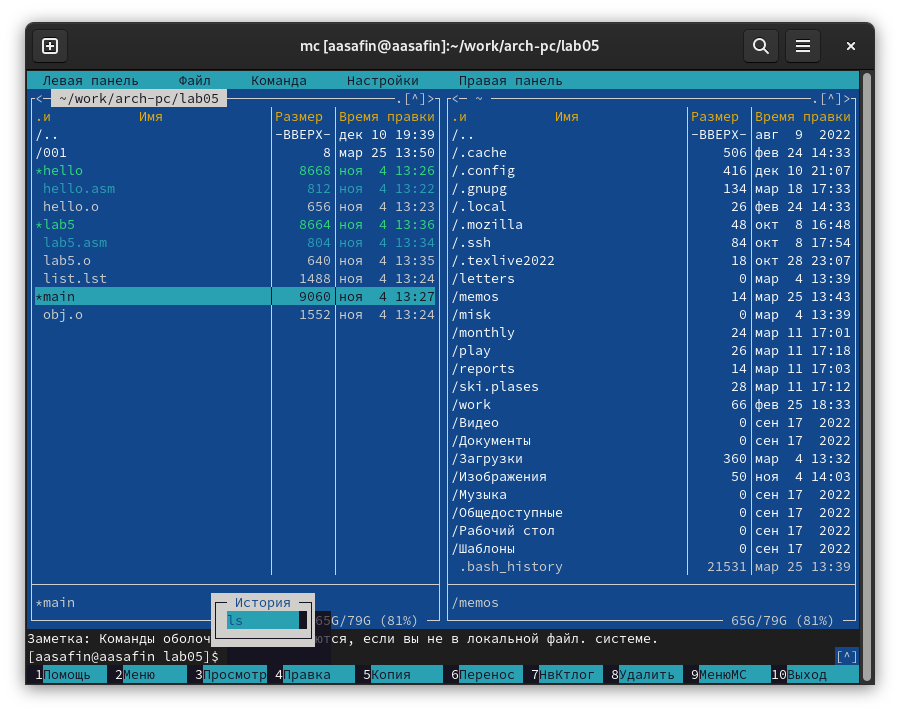 mc [aasafin@aasafin]:~/work/arch-pc/lab05
Левая панель Файл Команда Настройки Правая панель
<— ~/work/arch-pc/lab05 .[^]>
.и Имя Размер Время правки
/.. -ВВЕРХ- дек 10 19:39
/001 8 мар 25 13:50
*hello 8668 ноя 4 13:26
hello.asm 812 ноя 4 13:22
hello.o 656 ноя 4 13:23
*lab5 8664 ноя 4 13:36
lab5.asm 804 ноя 4 13:34
lab5.o 640 ноя 4 13:35
list.lst 1488 ноя 4 13:24
*main 9060 ноя 4 13:27
obj.o 1552 ноя 4 13:24
*main
65G/79G (81%)
<— ~ .[^]>
.и Имя Размер Время правки
/.. -ВВЕРХ- авг 9 2022
/.cache 506 фев 24 14:33
/.config 416 дек 10 21:07
/.gnupg 134 мар 18 17:33
/.local 26 фев 24 14:33
/.mozilla 48 окт 8 16:48
/.ssh 84 окт 8 17:54
/.texlive2022 18 окт 28 23:07
/letters 0 мар 4 13:39
/memos 14 мар 25 13:43
/misk 0 мар 4 13:39
/monthly 24 мар 11 17:01
/play 26 мар 11 17:18
/reports 14 мар 11 17:03
/ski.plases 28 мар 11 17:12
/work 66 фев 25 18:33
/Видео 0 сен 17 2022
/Документы 0 сен 17 2022
/Загрузки 360 мар 4 13:32
/Изображения 50 ноя 4 14:03
/Музыка 0 сен 17 2022
/Общедоступные 0 сен 17 2022
/Рабочий стол 0 сен 17 2022
/Шаблоны 0 сен 17 2022
.bash_history 21531 мар 25 13:39
/memos
65G/79G (81%)
История
ls
Заметка: Команды оболоч ются, если вы не в локальной файл. системе.
[aasafin@aasafin lab05]$ [^]
1Помощь 2Меню 3Просмотр 4Правка 5Копия 6Перенос 7НвКтлог 8Удалить 9МенюМС 10Выход